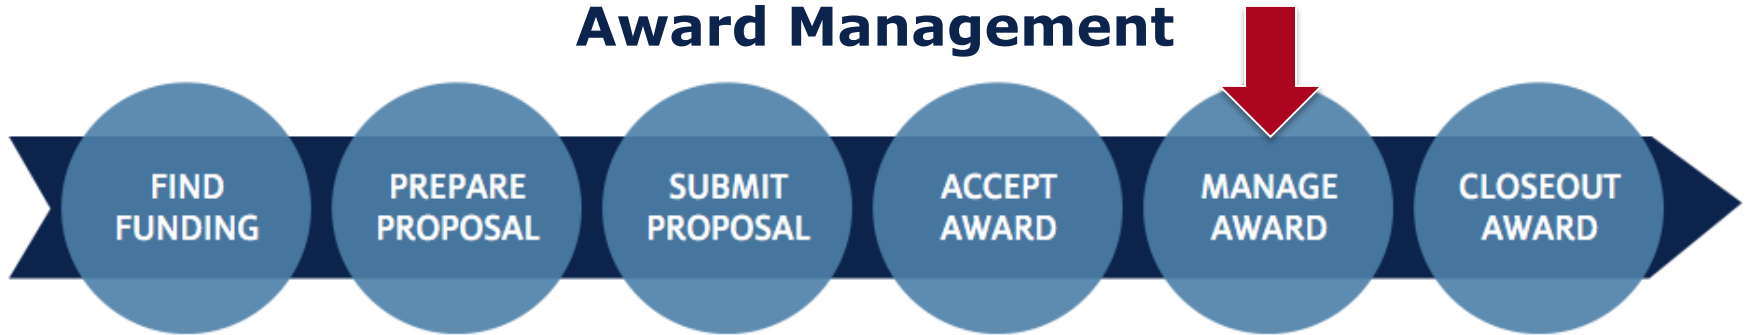 Award Management
FIND
FUNDING
PREPARE
PROPOSAL
SUBMIT
PROPOSAL
ACCEPT
AWARD
MANAGE
AWARD
CLOSEOUT
AWARD